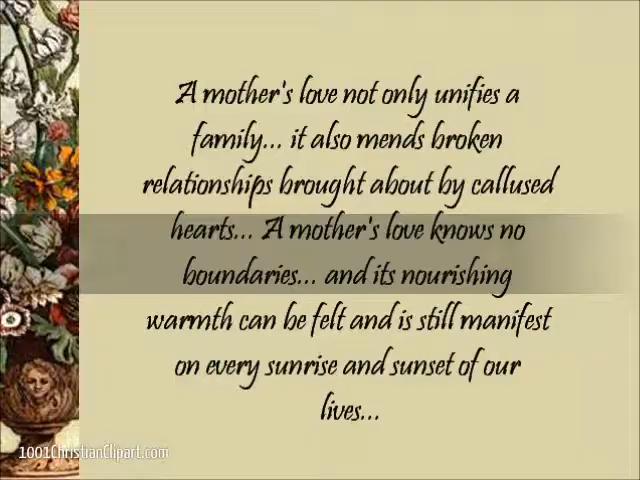 A mother's love not only unifies a
family... it also mends broken
relationships brought about by callused
hearts... A mother's love knows no
boundaries... and its nourishing
warmth can be felt and is still manifest
on every sunrise and sunset of our
lives...
1001ChristianClipart.com